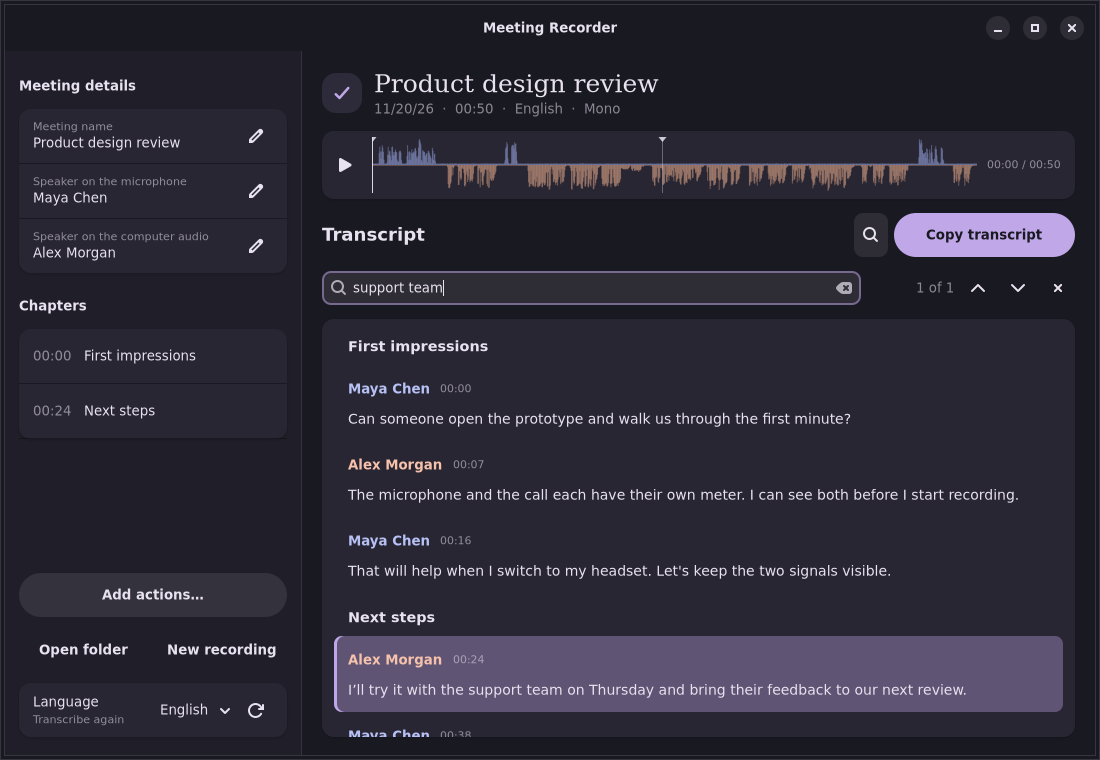 Meeting Recorder
Meeting details
Meeting name
Product design review
Speaker on the microphone
Maya Chen
Speaker on the computer audio
Alex Morgan
Chapters
00:00 First impressions
00:24 Next steps
Add actions…
Open folder
New recording
Language
Transcribe again
English
Product design review
11/20/26 · 00:50 · English · Mono
00:00 / 00:50
Transcript
Copy transcript
support team
1 of 1
First impressions
Maya Chen 00:00
Can someone open the prototype and walk us through the first minute?
Alex Morgan 00:07
The microphone and the call each have their own meter. I can see both before I start recording.
Maya Chen 00:16
That will help when I switch to my headset. Let's keep the two signals visible.
Next steps
Alex Morgan 00:24
I’ll try it with the support team on Thursday and bring their feedback to our next review.
Maya Chen 00:38